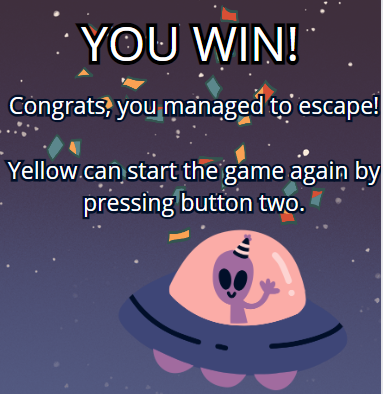 YOU WIN!
Congrats, you managed to escape!
Yellow can start the game again by
pressing button two.